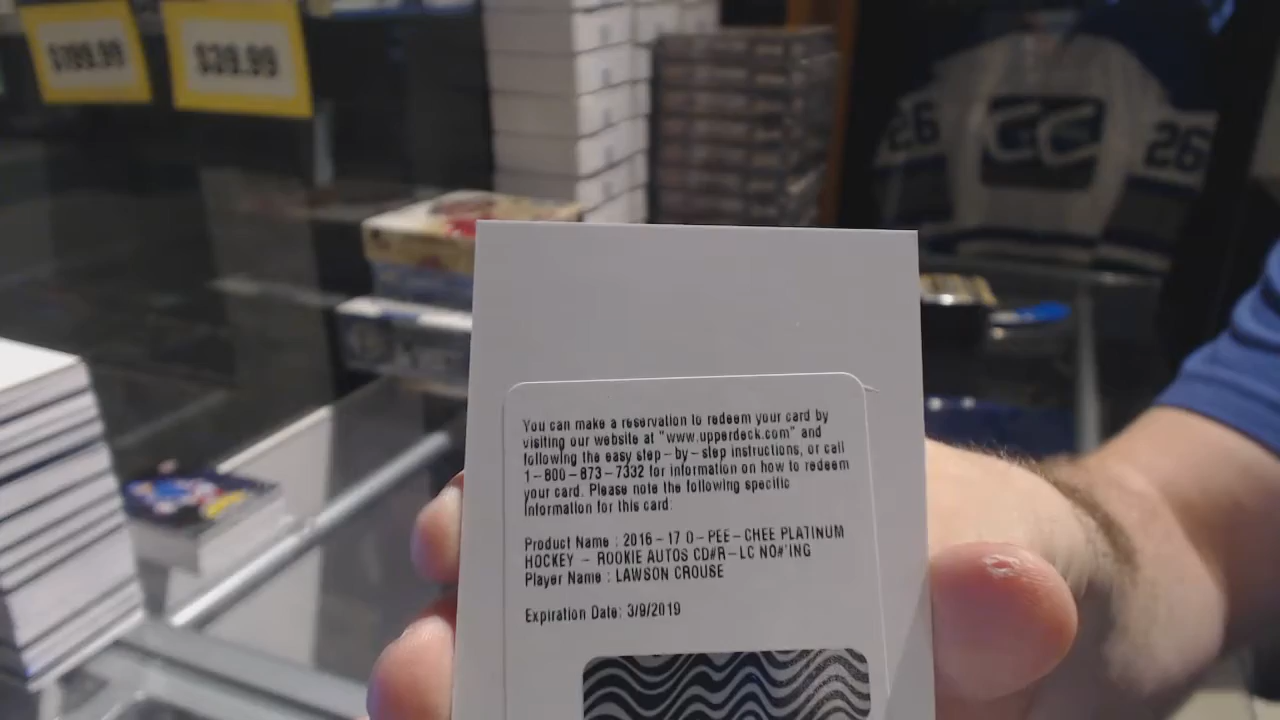 $199.99
$39.99
26
CC
26
You can make a reservation to redeem your card by
visiting our website at "www.upperdeck.com" and
following the easy step-by-step instructions, or call
1-800-873-7332 for information on how to redeem
your card. Please note the following specific
information for this card:
Product Name : 2016-17 O-PEE-CHEE PLATINUM
HOCKEY - ROOKIE AUTOS CD#R-LC NO#'ING
Player Name : LAWSON CROUSE
Expiration Date: 3/9/2019